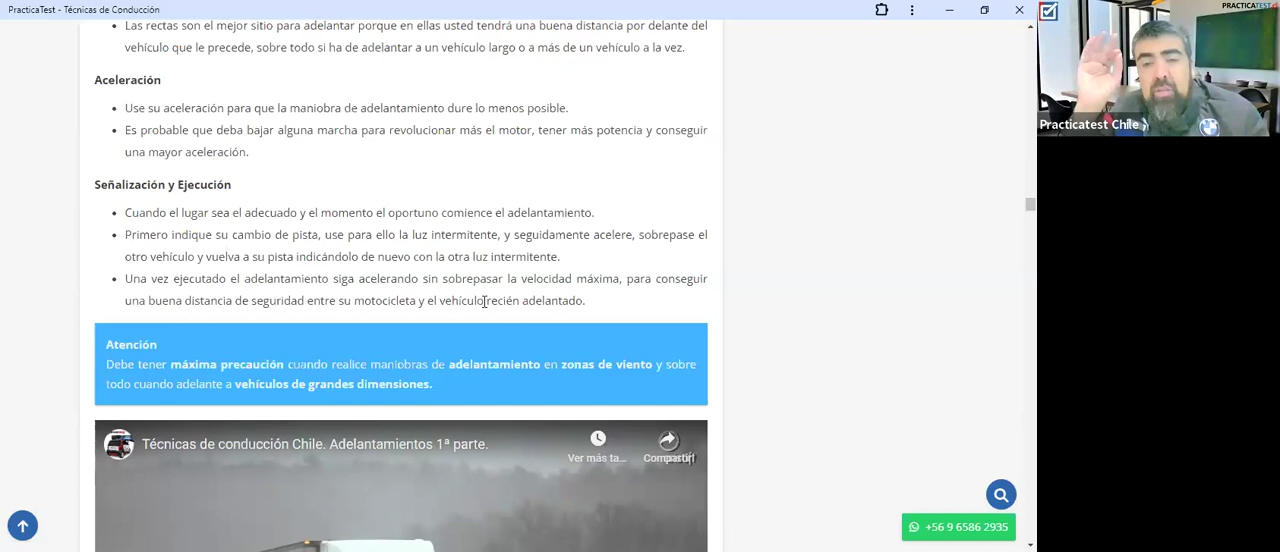 PracticaTest - Técnicas de Conducción
PRACTICATEST
Las rectas son el mejor sitio para adelantar porque en ellas usted tendrá una buena distancia por delante del
vehículo que le precede, sobre todo si ha de adelantar a un vehículo largo o a más de un vehículo a la vez.
Aceleración
Use su aceleración para que la maniobra de adelantamiento dure lo menos posible.
Es probable que deba bajar alguna marcha para revolucionar más el motor, tener más potencia y conseguir
una mayor aceleración.
Practicatest Chile
Señalización y Ejecución
Cuando el lugar sea el adecuado y el momento el oportuno comience el adelantamiento.
Primero indique su cambio de pista, use para ello la luz intermitente, y seguidamente acelere, sobrepase el
otro vehículo y vuelva a su pista indicándolo de nuevo con la otra luz intermitente.
Una vez ejecutado el adelantamiento siga acelerando sin sobrepasar la velocidad máxima, para conseguir
una buena distancia de seguridad entre su motocicleta y el vehículo recién adelantado.
Atención
Debe tener máxima precaución cuando realice maniobras de adelantamiento en zonas de viento y sobre
todo cuando adelante a vehículos de grandes dimensiones.
Técnicas de conducción Chile. Adelantamientos 1ª parte.
Ver más ta...
Compartir
+56 9 6586 2935